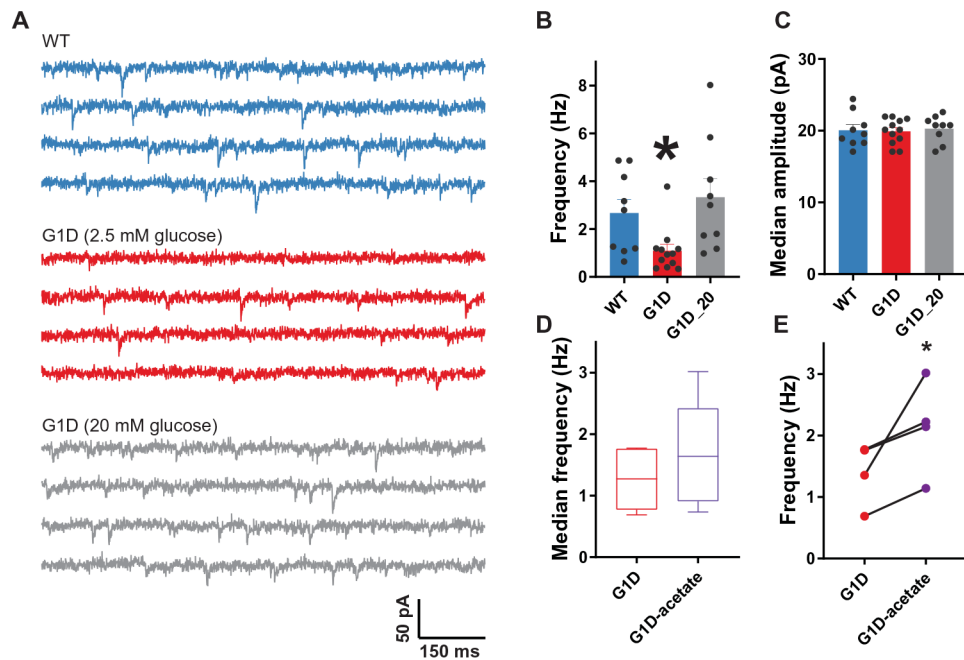 A
WT
G1D (2.5 mM glucose)
G1D (20 mM glucose)
50 pA
150 ms
B
Frequency (Hz)
8
6
4
2
0
*
WT
G1D
G1D_20
C
Median amplitude (pA)
30
20
10
0
WT
G1D
G1D_20
D
Median frequency (Hz)
3
2
1
0
G1D
G1D-acetate
E
Frequency (Hz)
3
2
1
0
*
G1D
G1D-acetate